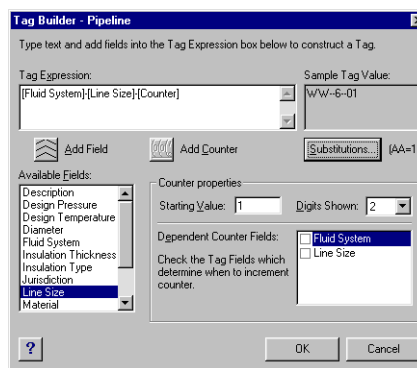 Tag Builder - Pipeline
Type text and add fields into the Tag Expression box below to construct a Tag.
Tag Expression:
Sample Tag Value:
[Fluid System]-[Line Size]-[Counter]
WW--6--01
Add Field
Add Counter
Substitutions...
(AA=1
Available Fields:
Description
Design Pressure
Design Temperature
Diameter
Fluid System
Insulation Thickness
Insulation Type
Jurisdiction
Line Size
Material
Counter properties
Starting Value: 1
Digits Shown: 2
Dependent Counter Fields:
Check the Tag Fields which
determine when to increment
counter.
Fluid System
Line Size
?
OK
Cancel